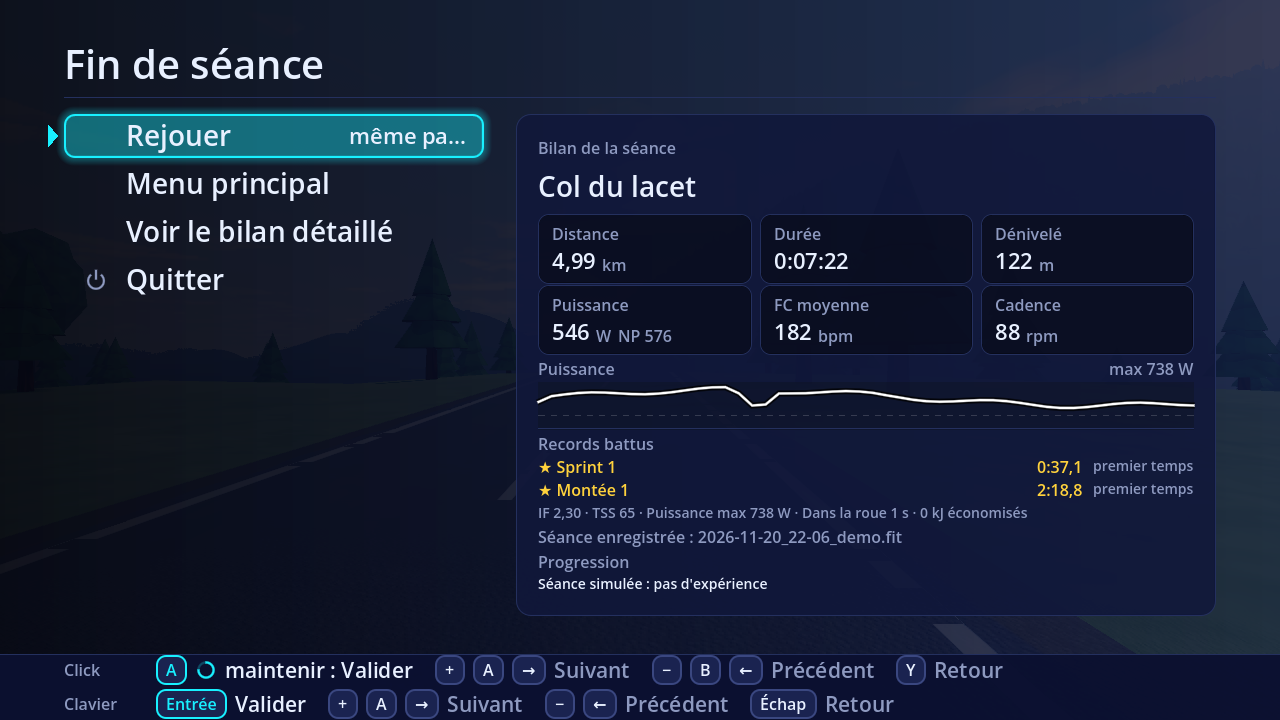 Fin de séance
Rejouer même pa...
Menu principal
Voir le bilan détaillé
Quitter
Bilan de la séance
Col du lacet
Distance Durée Dénivelé
4,99 km 0:07:22 122 m
Puissance FC moyenne Cadence
546 W NP 576 182 bpm 88 rpm
Puissance max 738 W
Records battus
★ Sprint 1 0:37,1 premier temps
★ Montée 1 2:18,8 premier temps
IF 2,30 · TSS 65 · Puissance max 738 W · Dans la roue 1 s · 0 kJ économisés
Séance enregistrée : 2026-11-20_22-06_demo.fit
Progression
Séance simulée : pas d'expérience
Click A maintenir : Valider + A → Suivant − B ← Précédent Y Retour
Clavier Entrée Valider + A → Suivant − ← Précédent Échap Retour